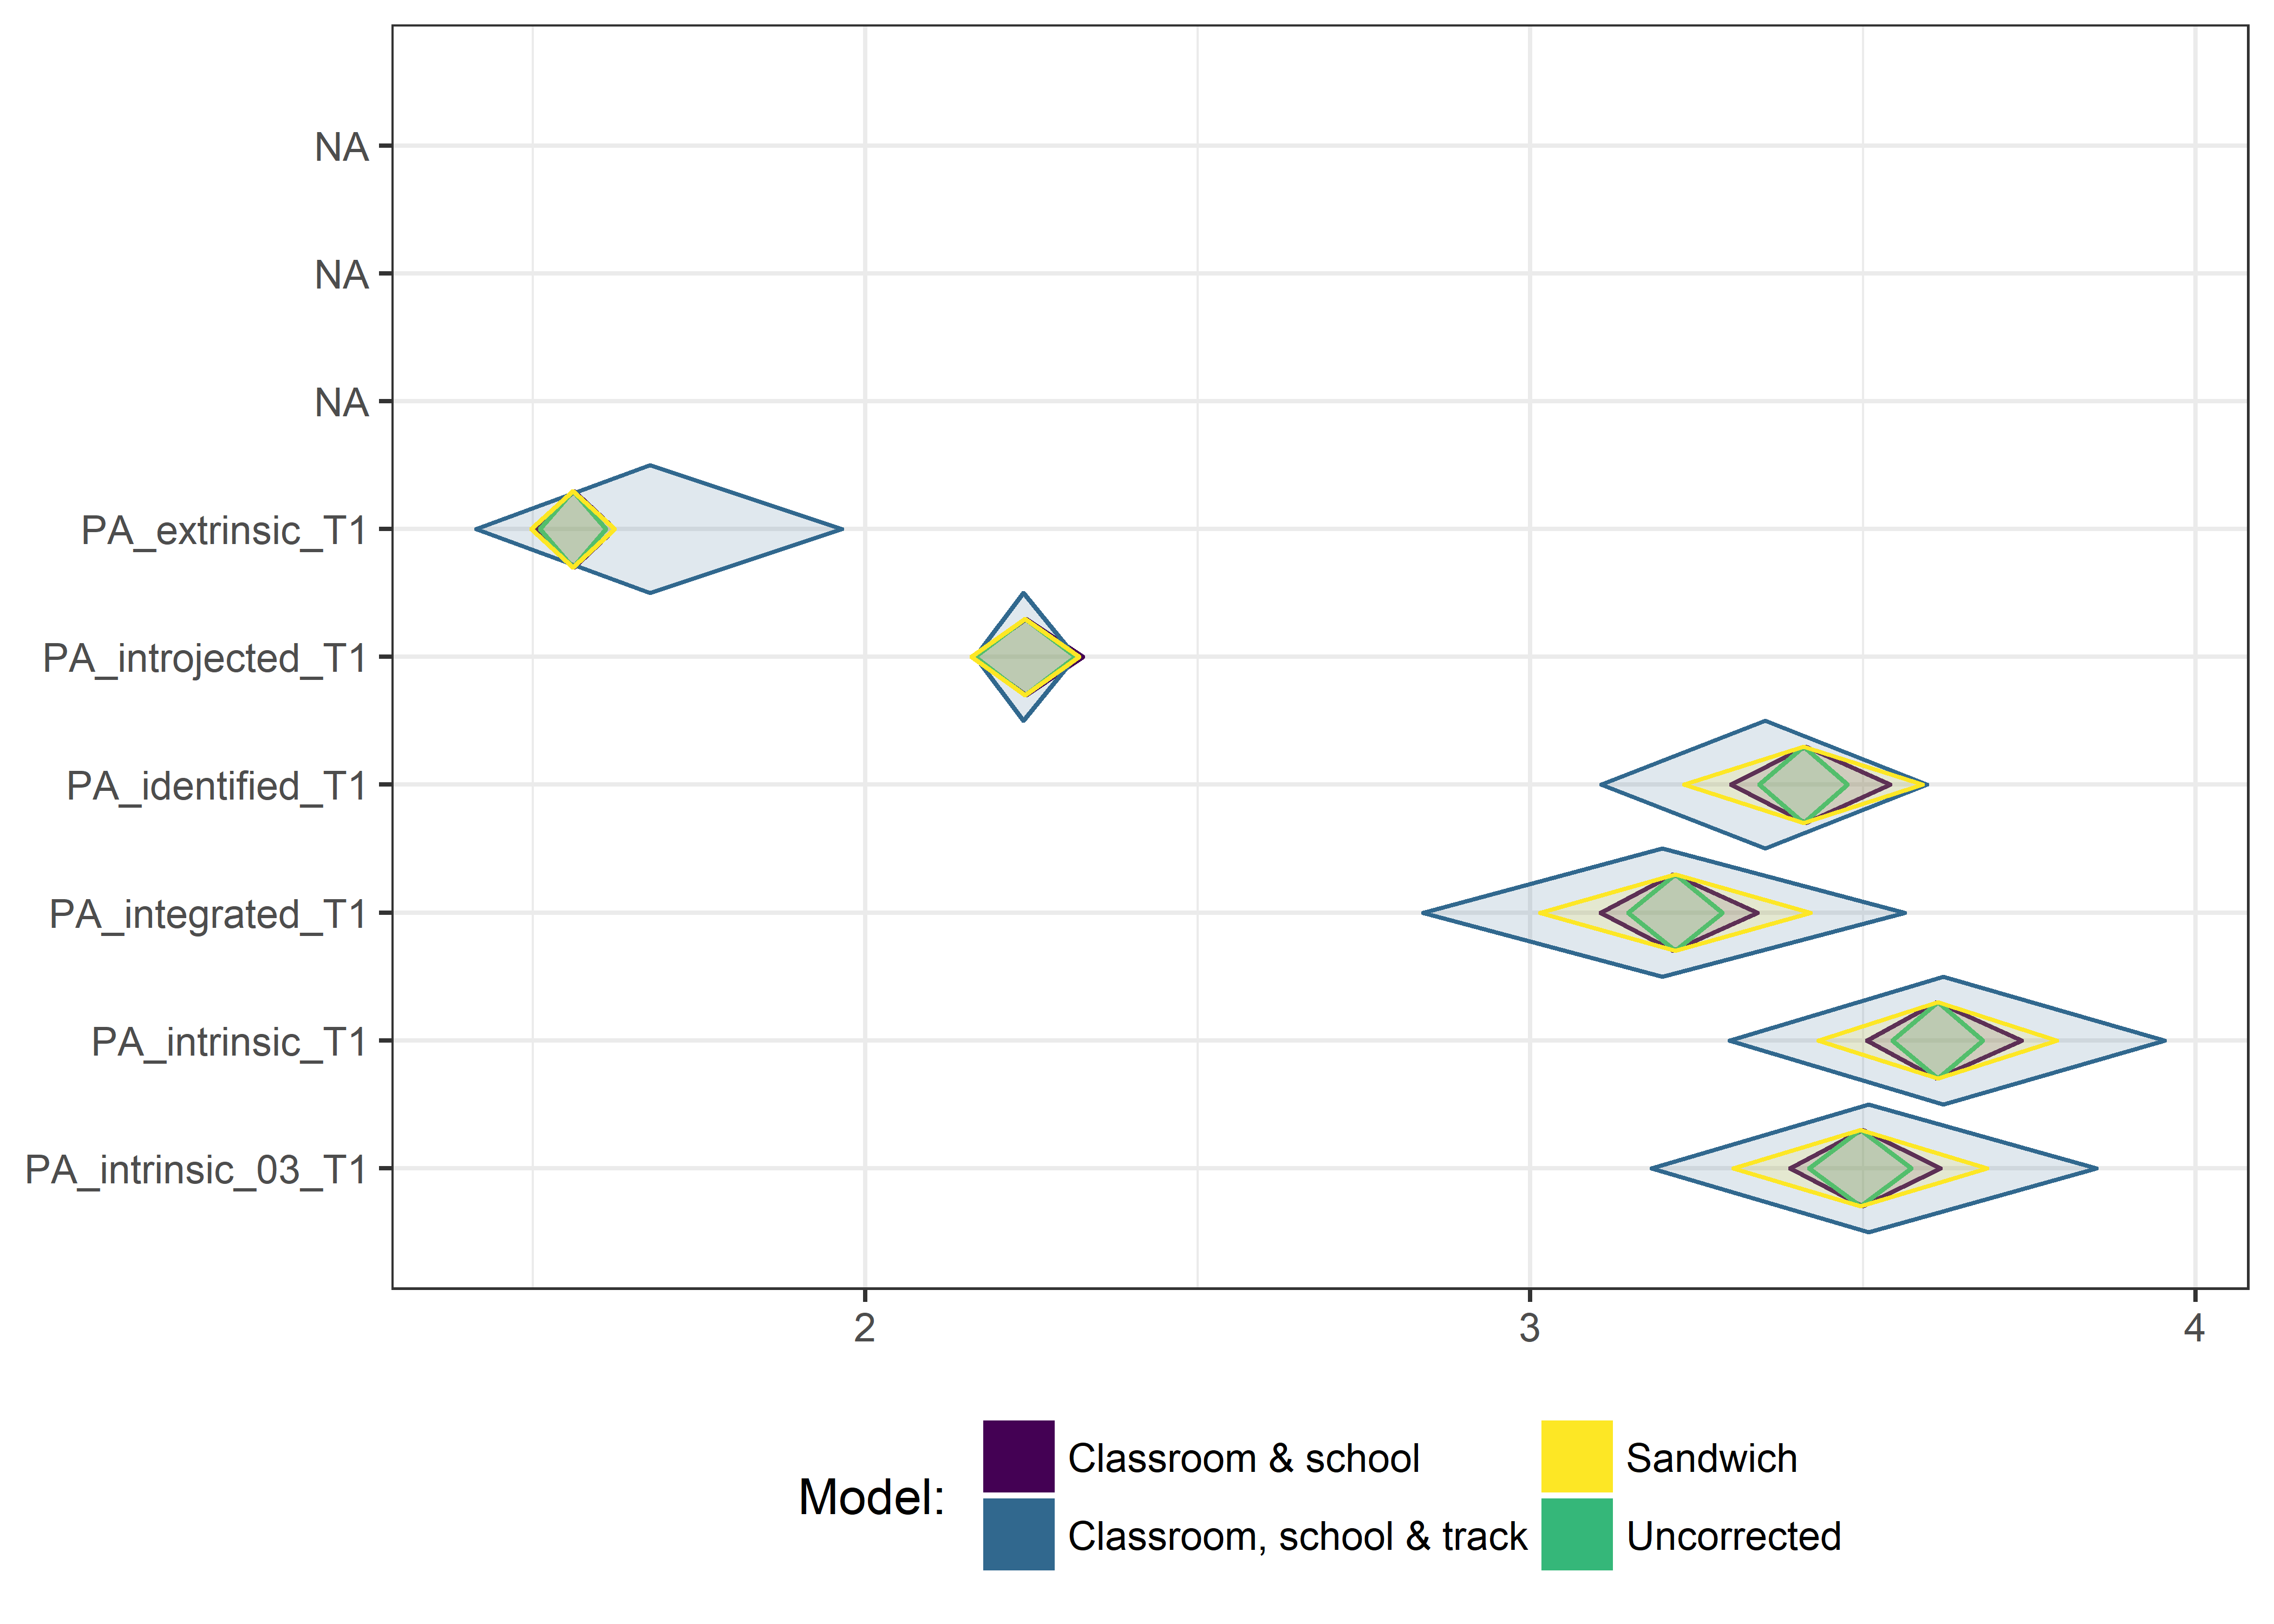 NA
NA
NA
PA_extrinsic_T1
PA_introjected_T1
PA_identified_T1
PA_integrated_T1
PA_intrinsic_T1
PA_intrinsic_03_T1
2 3 4
Model:
Classroom & school
Classroom, school & track
Sandwich
Uncorrected